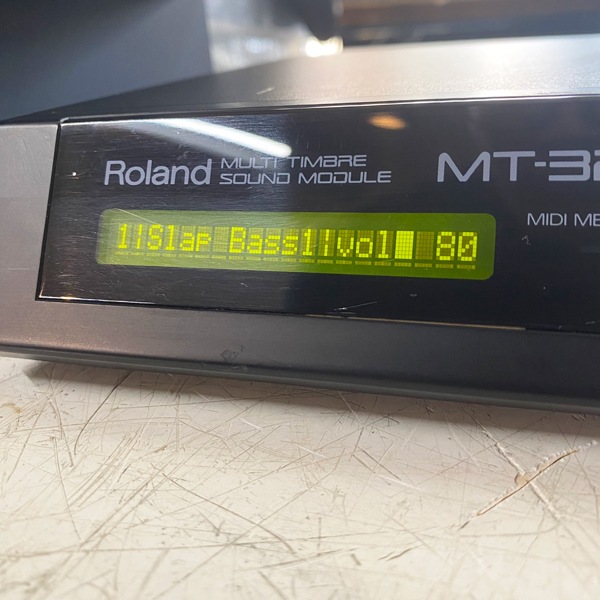 Roland
MULTI TIMBRE
SOUND MODULE
MT-32
MIDI ME
1|Slap Bass1|vol 80